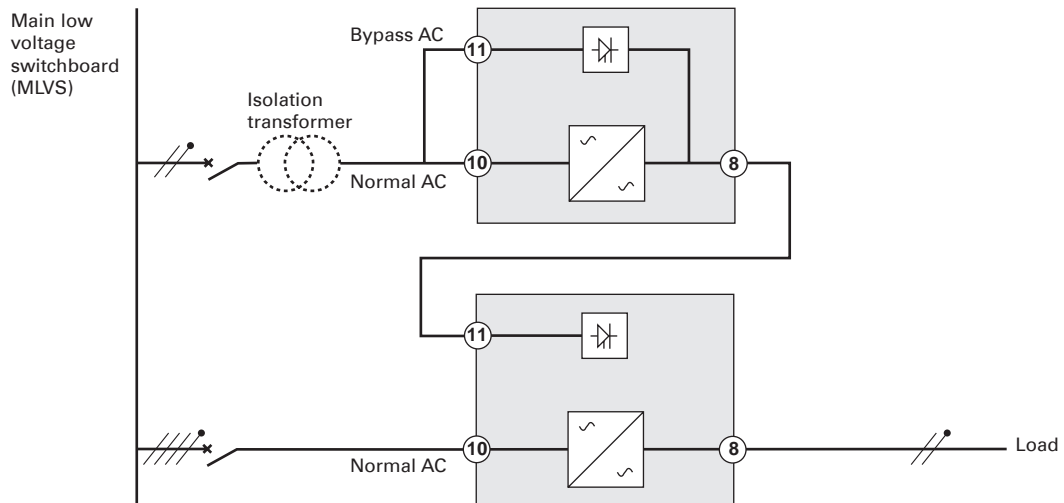 Main low
voltage
switchboard
(MLVS)
Bypass AC
11
Isolation
transformer
10
8
Normal AC
11
10
8
Load
Normal AC